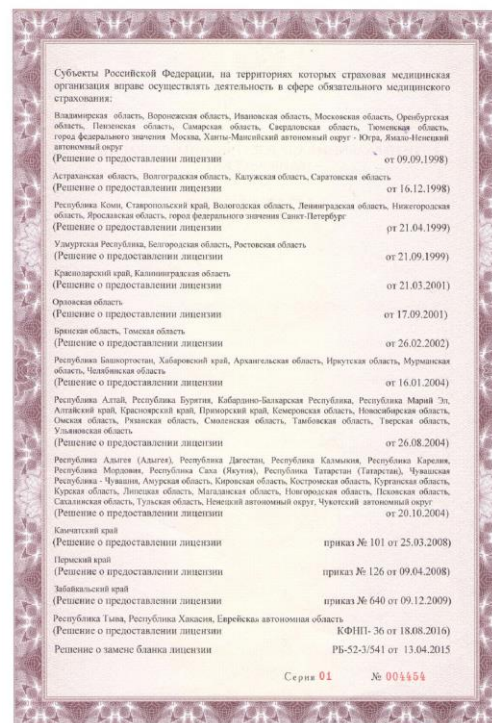 Субъекты Российской Федерации, на территориях которых страховая медицинская
организация вправе осуществлять деятельность в сфере обязательного медицинского
страхования:
Владимирская область, Воронежская область, Ивановская область, Московская область, Оренбургская
область, Пензенская область, Самарская область, Свердловская область, Тюменская область,
город федерального значения Москва, Ханты-Мансийский автономный округ - Югра, Ямало-Ненецкий
автономный округ
(Решение о предоставлении лицензии от 09.09.1998)
Астраханская область, Волгоградская область, Калужская область, Саратовская область
(Решение о предоставлении лицензии от 16.12.1998)
Республика Коми, Ставропольский край, Вологодская область, Ленинградская область, Нижегородская
область, Ярославская область, город федерального значения Санкт-Петербург
(Решение о предоставлении лицензии от 21.04.1999)
Удмуртская Республика, Белгородская область, Ростовская область
(Решение о предоставлении лицензии от 21.09.1999)
Краснодарский край, Калининградская область
(Решение о предоставлении лицензии от 21.03.2001)
Орловская область
(Решение о предоставлении лицензии от 17.09.2001)
Брянская область, Томская область
(Решение о предоставлении лицензии от 26.02.2002)
Республика Башкортостан, Хабаровский край, Архангельская область, Иркутская область, Мурманская
область, Челябинская область
(Решение о предоставлении лицензии от 16.01.2004)
Республика Алтай, Республика Бурятия, Кабардино-Балкарская Республика, Республика Марий Эл,
Алтайский край, Красноярский край, Приморский край, Кемеровская область, Новосибирская область,
Омская область, Рязанская область, Смоленская область, Тамбовская область, Тверская область,
Ульяновская область
(Решение о предоставлении лицензии от 26.08.2004)
Республика Адыгея (Адыгея), Республика Дагестан, Республика Калмыкия, Республика Карелия,
Республика Мордовия, Республика Саха (Якутия), Республика Татарстан (Татарстан), Чувашская
Республика - Чувашия, Амурская область, Кировская область, Костромская область, Курганская область,
Курская область, Липецкая область, Магаданская область, Новгородская область, Псковская область,
Сахалинская область, Тульская область, Ненецкий автономный округ, Чукотский автономный округ
(Решение о предоставлении лицензии от 20.10.2004)
Камчатский край
(Решение о предоставлении лицензии приказ № 101 от 25.03.2008)
Пермский край
(Решение о предоставлении лицензии приказ № 126 от 09.04.2008)
Забайкальский край
(Решение о предоставлении лицензии приказ № 640 от 09.12.2009)
Республика Тыва, Республика Хакасия, Еврейская автономная область
(Решение о предоставлении лицензии КФНП- 36 от 18.08.2016)
Решение о замене бланка лицензии РБ-52-3/541 от 13.04.2015
Серия 01 № 004454